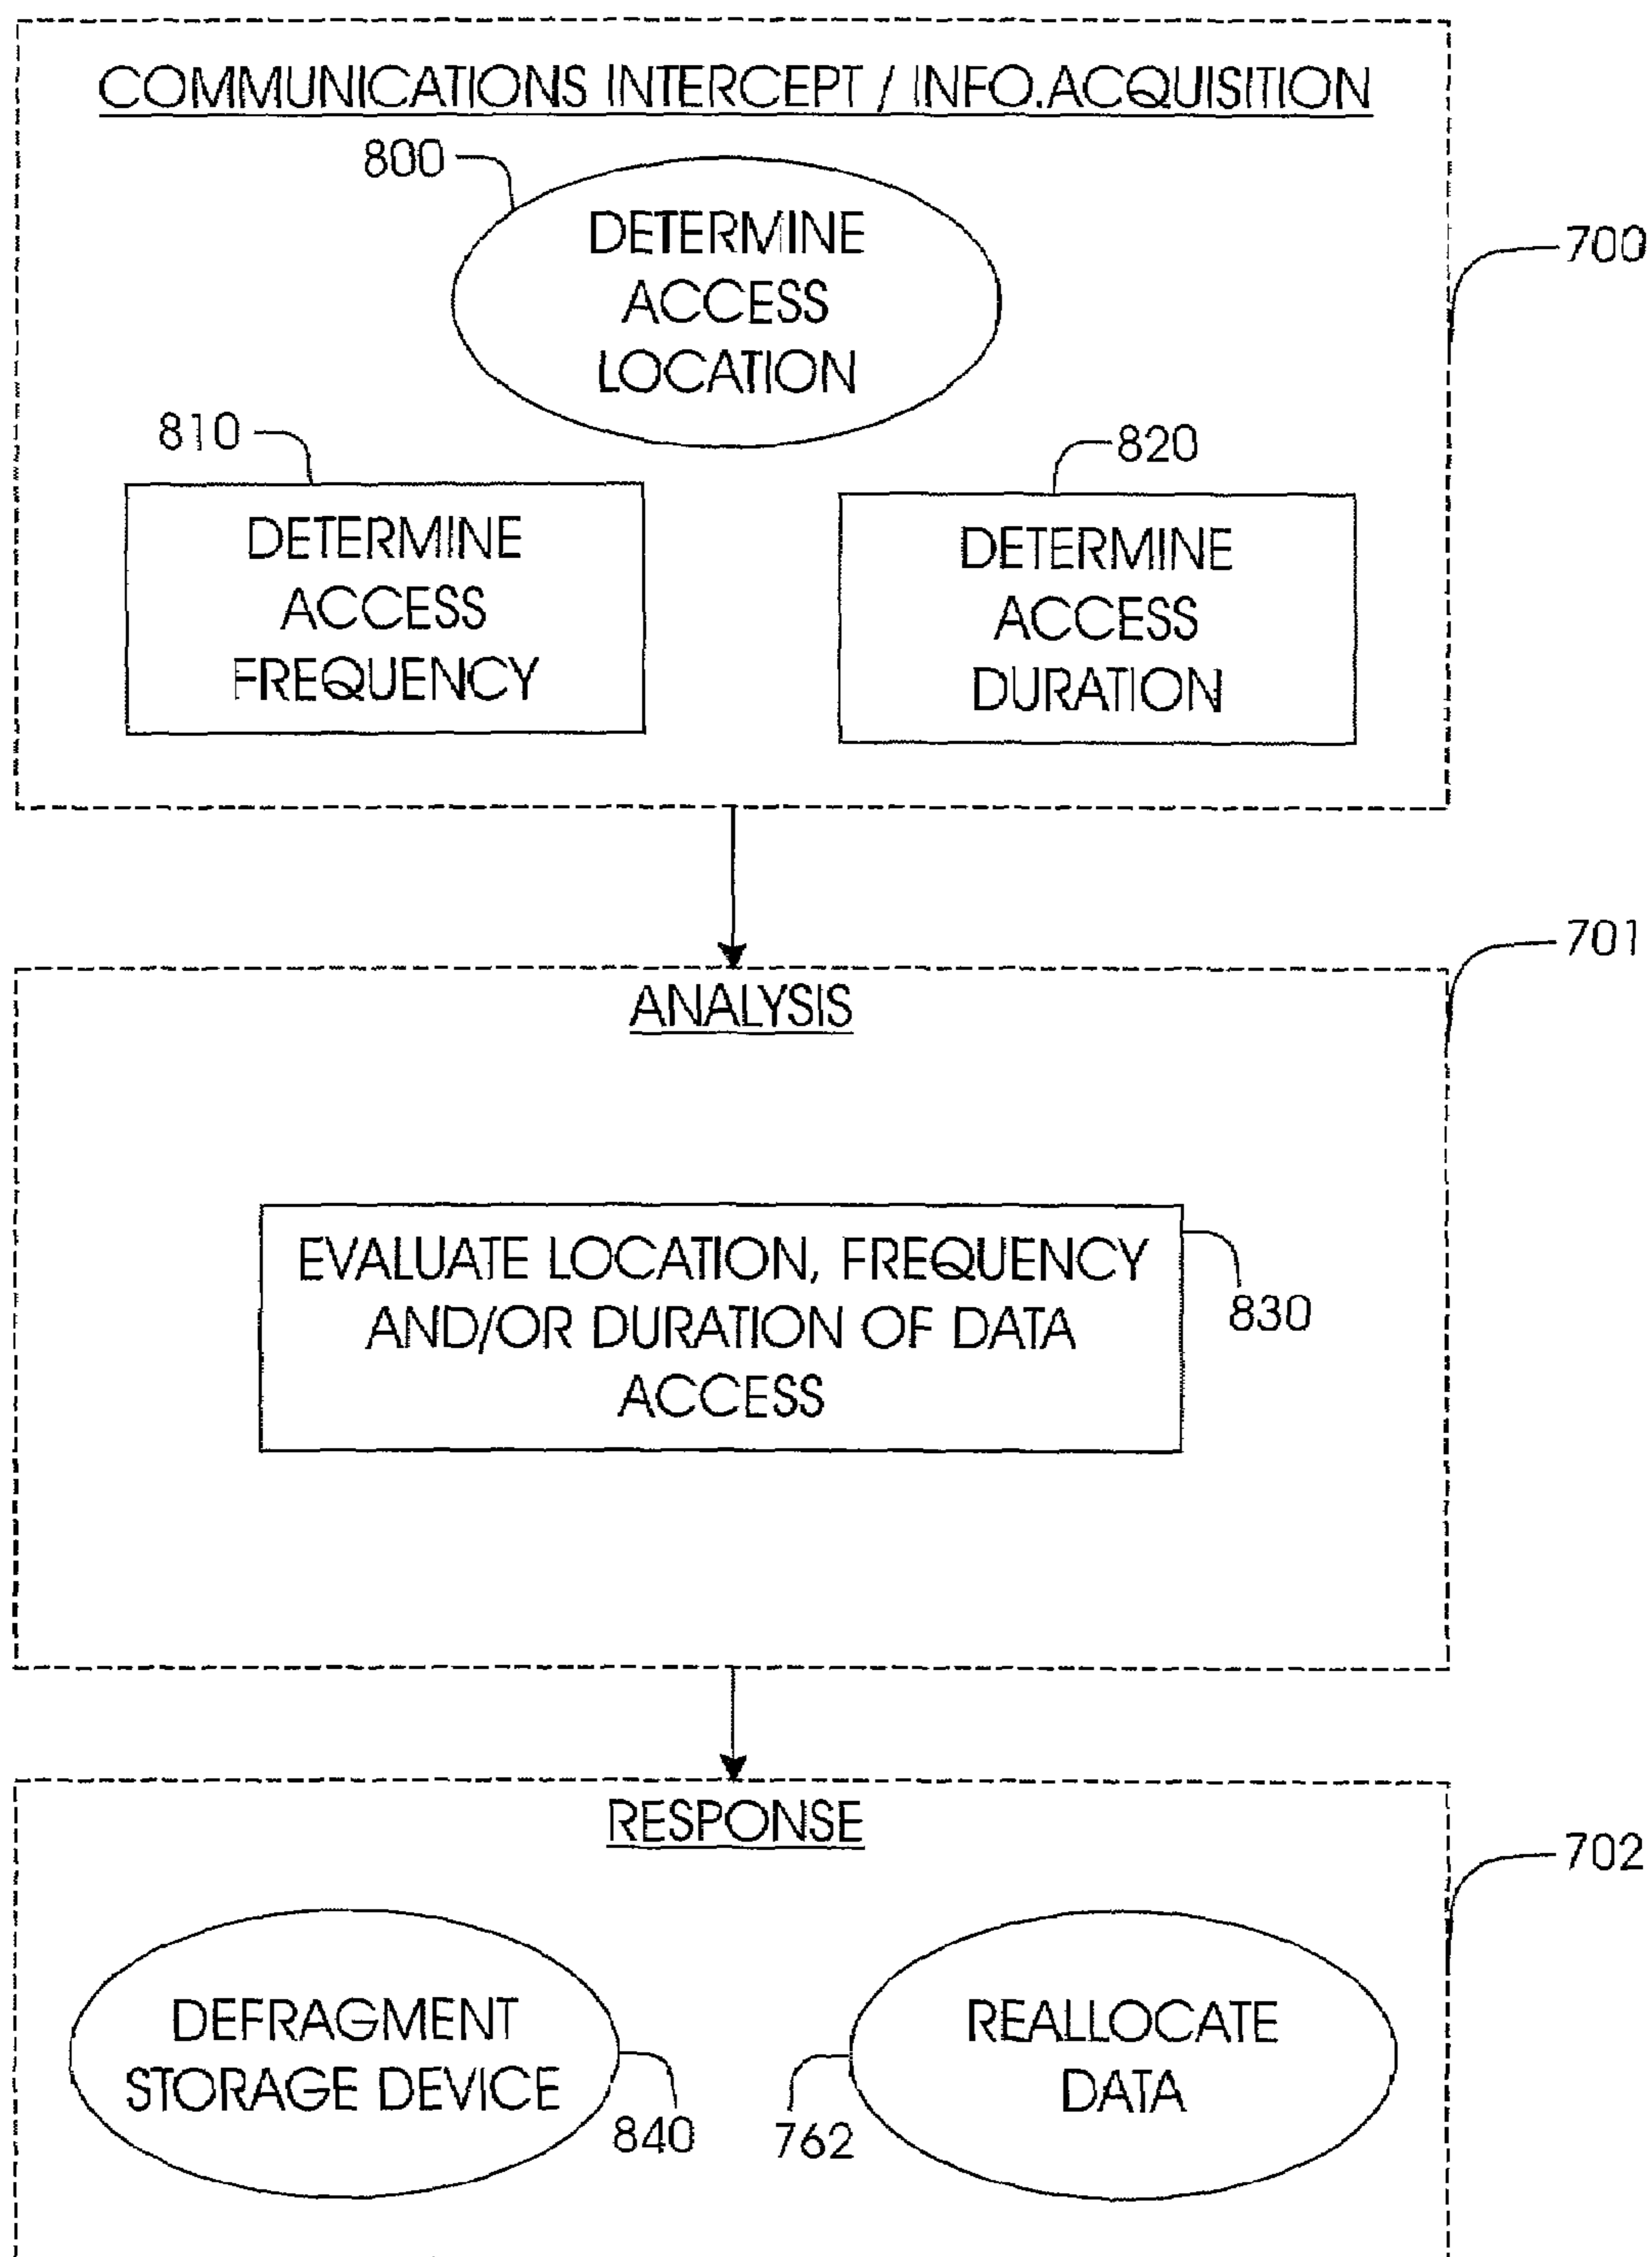 COMMUNICATIONS INTERCEPT / INFO.ACQUISITION
800
DETERMINE
ACCESS
LOCATION
700
810
DETERMINE
ACCESS
FREQUENCY
820
DETERMINE
ACCESS
DURATION
701
ANALYSIS
EVALUATE LOCATION, FREQUENCY
AND/OR DURATION OF DATA
ACCESS
830
RESPONSE
702
DEFRAGMENT
STORAGE DEVICE
840
762
REALLOCATE
DATA